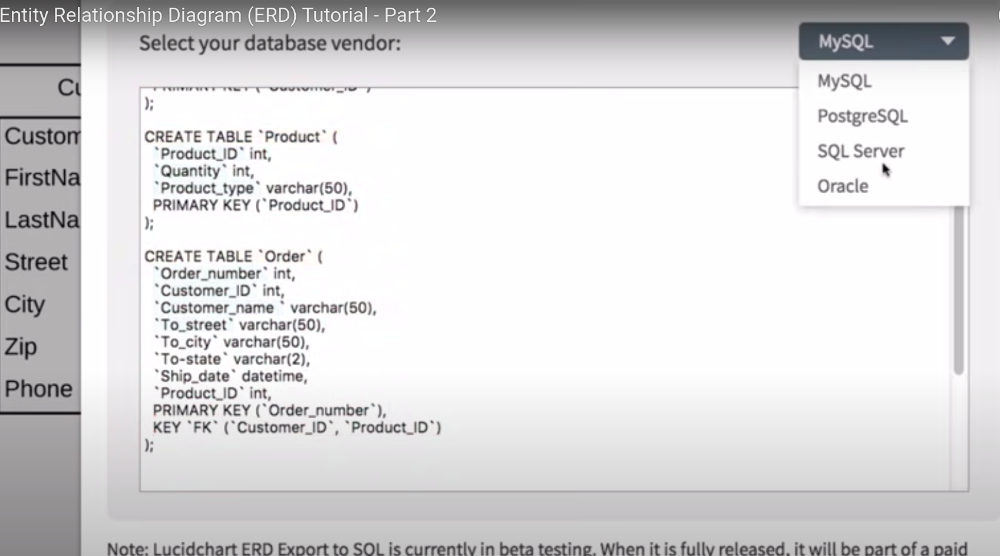 Entity Relationship Diagram (ERD) Tutorial - Part 2
Select your database vendor:
MySQL
MySQL
PostgreSQL
SQL Server
Oracle
Cu
Custom
FirstNa
LastNa
Street
City
Zip
Phone
PRIMARY KEY (`Customer_ID`)
);
CREATE TABLE `Product` (
`Product_ID` int,
`Quantity` int,
`Product_type` varchar(50),
PRIMARY KEY (`Product_ID`)
);
CREATE TABLE `Order` (
`Order_number` int,
`Customer_ID` int,
`Customer_name ` varchar(50),
`To_street` varchar(50),
`To_city` varchar(50),
`To-state` varchar(2),
`Ship_date` datetime,
`Product_ID` int,
PRIMARY KEY (`Order_number`),
KEY `FK` (`Customer_ID`, `Product_ID`)
);
Note: Lucidchart ERD Export to SQL is currently in beta testing. When it is fully released, it will be part of a paid